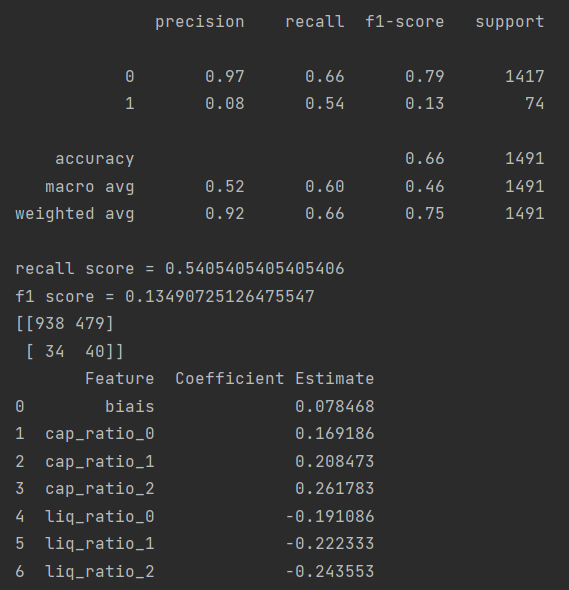 precision recall f1-score support
0 0.97 0.66 0.79 1417
1 0.08 0.54 0.13 74
accuracy 0.66 1491
macro avg 0.52 0.60 0.46 1491
weighted avg 0.92 0.66 0.75 1491
recall score = 0.5405405405405406
f1 score = 0.13490725126475547
[[938 479]
[ 34 40]]
Feature Coefficient Estimate
0 biais 0.078468
1 cap_ratio_0 0.169186
2 cap_ratio_1 0.208473
3 cap_ratio_2 0.261783
4 liq_ratio_0 -0.191086
5 liq_ratio_1 -0.222333
6 liq_ratio_2 -0.243553